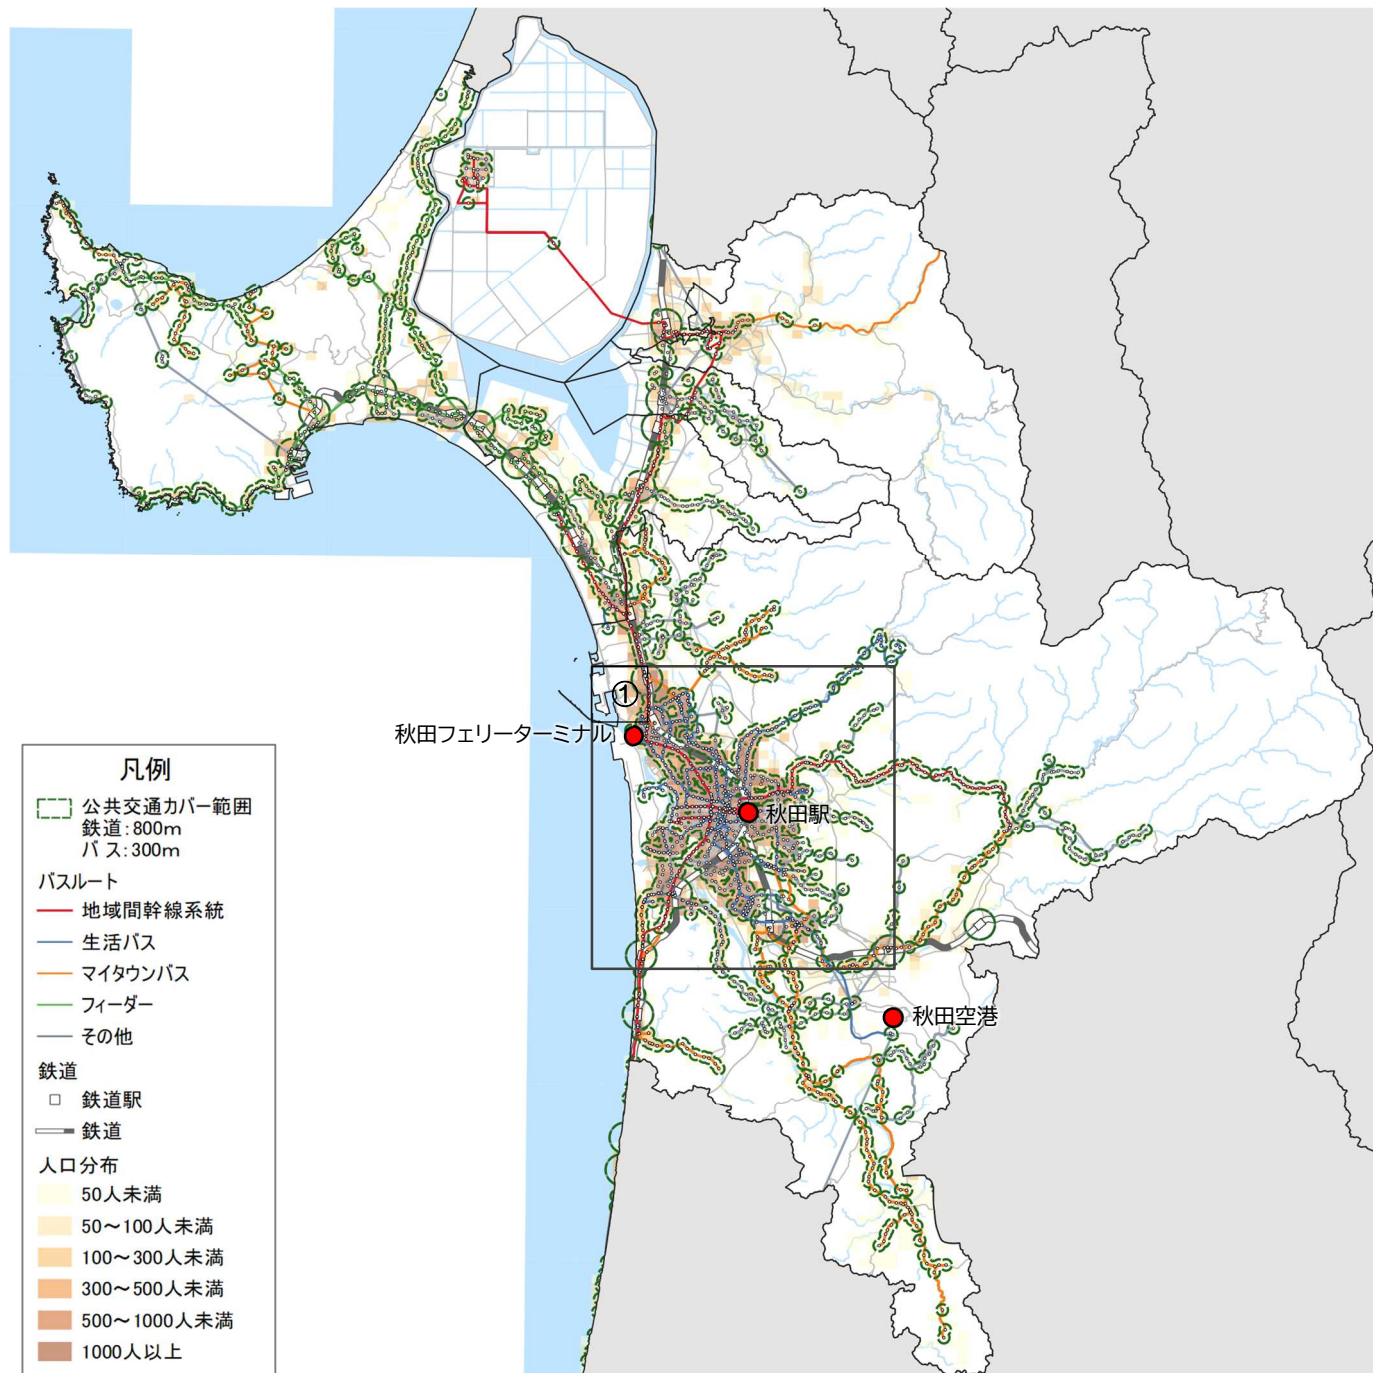 ①
秋田フェリーターミナル
秋田駅
秋田空港
凡例
公共交通カバー範囲
鉄道:800m
バス:300m
バスルート
地域間幹線系統
生活バス
マイタウンバス
フィーダー
その他
鉄道
鉄道駅
鉄道
人口分布
50人未満
50～100人未満
100～300人未満
300～500人未満
500～1000人未満
1000人以上